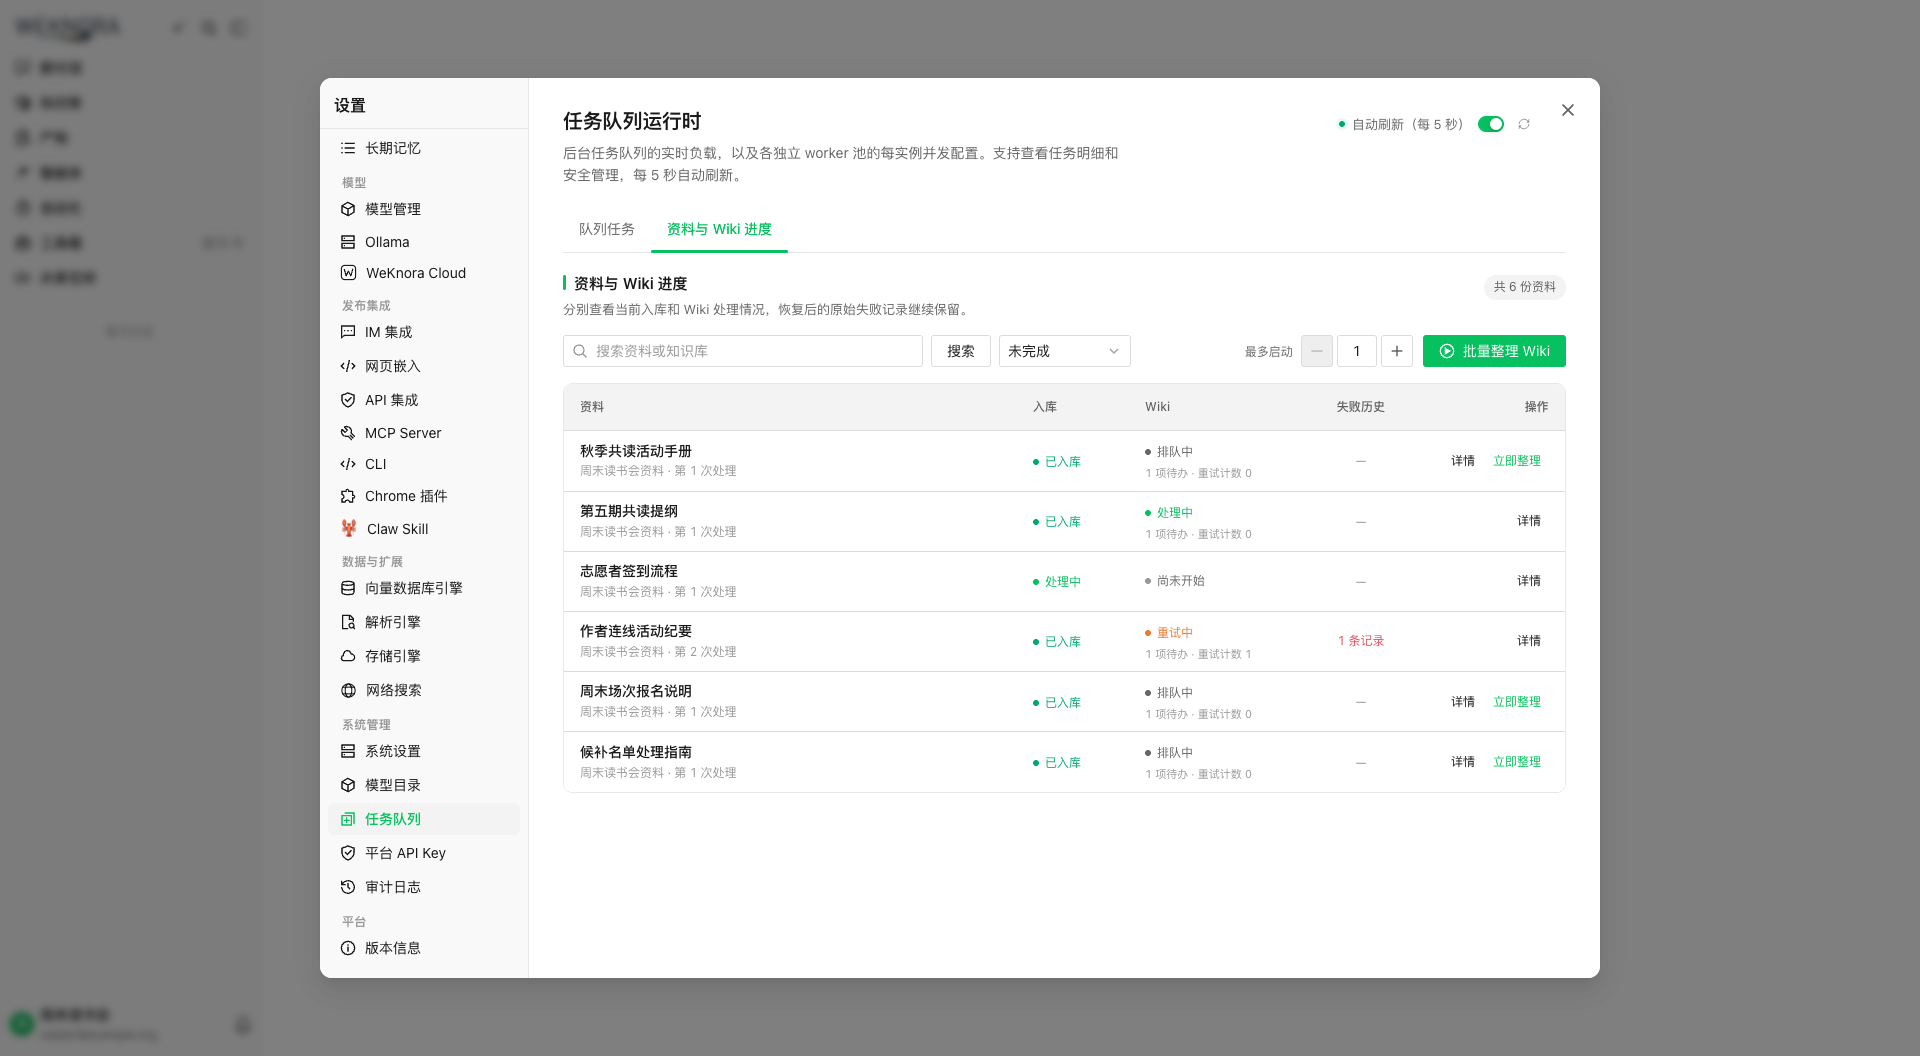 设置
长期记忆
模型
模型管理
Ollama
WeKnora Cloud
发布集成
IM 集成
网页嵌入
API 集成
MCP Server
CLI
Chrome 插件
Claw Skill
数据与扩展
向量数据库引擎
解析引擎
存储引擎
网络搜索
系统管理
系统设置
模型目录
任务队列
平台 API Key
审计日志
平台
版本信息
任务队列运行时
自动刷新（每 5 秒）
后台任务队列的实时负载，以及各独立 worker 池的每实例并发配置。支持查看任务明细和
安全管理，每 5 秒自动刷新。
队列任务 资料与 Wiki 进度
资料与 Wiki 进度
共 6 份资料
分别查看当前入库和 Wiki 处理情况，恢复后的原始失败记录继续保留。
搜索资料或知识库 搜索 未完成 最多启动 1 批量整理 Wiki
资料 入库 Wiki 失败历史 操作
秋季共读活动手册
周末读书会资料 · 第 1 次处理
已入库
排队中
1 项待办 · 重试计数 0
—
详情 立即整理
第五期共读提纲
周末读书会资料 · 第 1 次处理
已入库
处理中
1 项待办 · 重试计数 0
—
详情
志愿者签到流程
周末读书会资料 · 第 1 次处理
处理中
尚未开始
—
详情
作者连线活动纪要
周末读书会资料 · 第 2 次处理
已入库
重试中
1 项待办 · 重试计数 1
1 条记录
详情
周末场次报名说明
周末读书会资料 · 第 1 次处理
已入库
排队中
1 项待办 · 重试计数 0
—
详情 立即整理
候补名单处理指南
周末读书会资料 · 第 1 次处理
已入库
排队中
1 项待办 · 重试计数 0
—
详情 立即整理